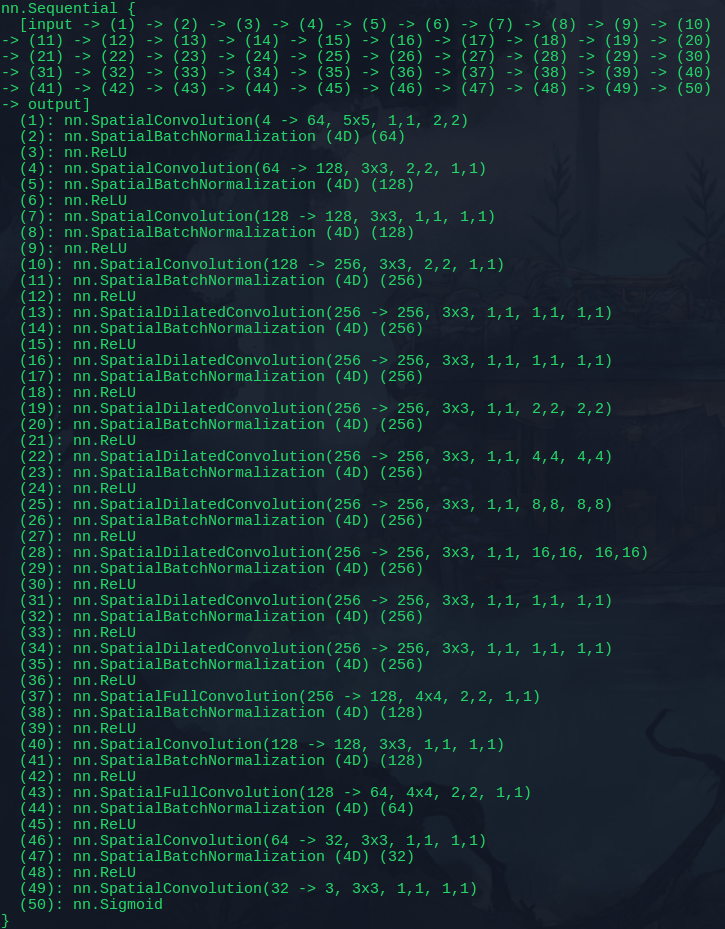 nn.Sequential {
  [input -> (1) -> (2) -> (3) -> (4) -> (5) -> (6) -> (7) -> (8) -> (9) -> (10)
-> (11) -> (12) -> (13) -> (14) -> (15) -> (16) -> (17) -> (18) -> (19) -> (20)
-> (21) -> (22) -> (23) -> (24) -> (25) -> (26) -> (27) -> (28) -> (29) -> (30)
-> (31) -> (32) -> (33) -> (34) -> (35) -> (36) -> (37) -> (38) -> (39) -> (40)
-> (41) -> (42) -> (43) -> (44) -> (45) -> (46) -> (47) -> (48) -> (49) -> (50)
-> output]
  (1): nn.SpatialConvolution(4 -> 64, 5x5, 1,1, 2,2)
  (2): nn.SpatialBatchNormalization (4D) (64)
  (3): nn.ReLU
  (4): nn.SpatialConvolution(64 -> 128, 3x3, 2,2, 1,1)
  (5): nn.SpatialBatchNormalization (4D) (128)
  (6): nn.ReLU
  (7): nn.SpatialConvolution(128 -> 128, 3x3, 1,1, 1,1)
  (8): nn.SpatialBatchNormalization (4D) (128)
  (9): nn.ReLU
  (10): nn.SpatialConvolution(128 -> 256, 3x3, 2,2, 1,1)
  (11): nn.SpatialBatchNormalization (4D) (256)
  (12): nn.ReLU
  (13): nn.SpatialDilatedConvolution(256 -> 256, 3x3, 1,1, 1,1, 1,1)
  (14): nn.SpatialBatchNormalization (4D) (256)
  (15): nn.ReLU
  (16): nn.SpatialDilatedConvolution(256 -> 256, 3x3, 1,1, 1,1, 1,1)
  (17): nn.SpatialBatchNormalization (4D) (256)
  (18): nn.ReLU
  (19): nn.SpatialDilatedConvolution(256 -> 256, 3x3, 1,1, 2,2, 2,2)
  (20): nn.SpatialBatchNormalization (4D) (256)
  (21): nn.ReLU
  (22): nn.SpatialDilatedConvolution(256 -> 256, 3x3, 1,1, 4,4, 4,4)
  (23): nn.SpatialBatchNormalization (4D) (256)
  (24): nn.ReLU
  (25): nn.SpatialDilatedConvolution(256 -> 256, 3x3, 1,1, 8,8, 8,8)
  (26): nn.SpatialBatchNormalization (4D) (256)
  (27): nn.ReLU
  (28): nn.SpatialDilatedConvolution(256 -> 256, 3x3, 1,1, 16,16, 16,16)
  (29): nn.SpatialBatchNormalization (4D) (256)
  (30): nn.ReLU
  (31): nn.SpatialDilatedConvolution(256 -> 256, 3x3, 1,1, 1,1, 1,1)
  (32): nn.SpatialBatchNormalization (4D) (256)
  (33): nn.ReLU
  (34): nn.SpatialDilatedConvolution(256 -> 256, 3x3, 1,1, 1,1, 1,1)
  (35): nn.SpatialBatchNormalization (4D) (256)
  (36): nn.ReLU
  (37): nn.SpatialFullConvolution(256 -> 128, 4x4, 2,2, 1,1)
  (38): nn.SpatialBatchNormalization (4D) (128)
  (39): nn.ReLU
  (40): nn.SpatialConvolution(128 -> 128, 3x3, 1,1, 1,1)
  (41): nn.SpatialBatchNormalization (4D) (128)
  (42): nn.ReLU
  (43): nn.SpatialFullConvolution(128 -> 64, 4x4, 2,2, 1,1)
  (44): nn.SpatialBatchNormalization (4D) (64)
  (45): nn.ReLU
  (46): nn.SpatialConvolution(64 -> 32, 3x3, 1,1, 1,1)
  (47): nn.SpatialBatchNormalization (4D) (32)
  (48): nn.ReLU
  (49): nn.SpatialConvolution(32 -> 3, 3x3, 1,1, 1,1)
  (50): nn.Sigmoid
}